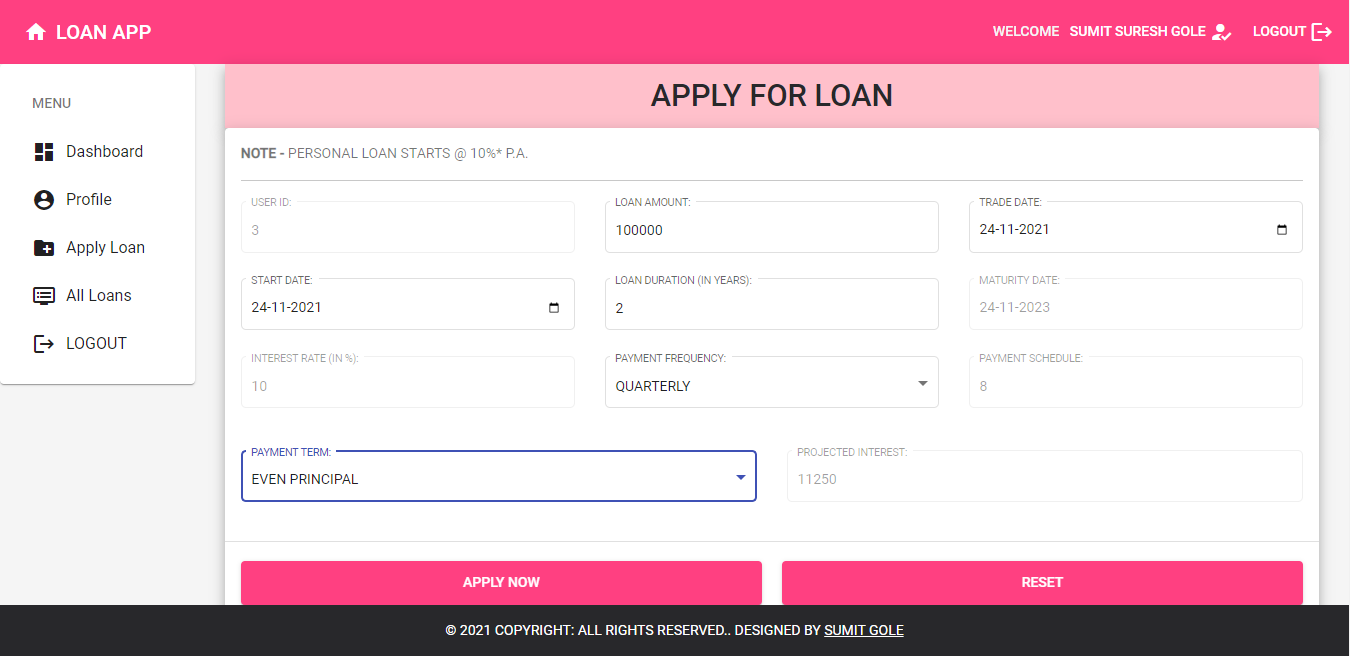 LOAN APP
WELCOME SUMIT SURESH GOLE
LOGOUT
MENU
Dashboard
Profile
Apply Loan
All Loans
LOGOUT
APPLY FOR LOAN
NOTE - PERSONAL LOAN STARTS @ 10%* P.A.
USER ID:
3
LOAN AMOUNT:
100000
TRADE DATE:
24-11-2021
START DATE:
24-11-2021
LOAN DURATION (IN YEARS):
2
MATURITY DATE:
24-11-2023
INTEREST RATE (IN %):
10
PAYMENT FREQUENCY:
QUARTERLY
PAYMENT SCHEDULE:
8
PAYMENT TERM:
EVEN PRINCIPAL
PROJECTED INTEREST:
11250
APPLY NOW
RESET
© 2021 COPYRIGHT: ALL RIGHTS RESERVED.. DESIGNED BY SUMIT GOLE